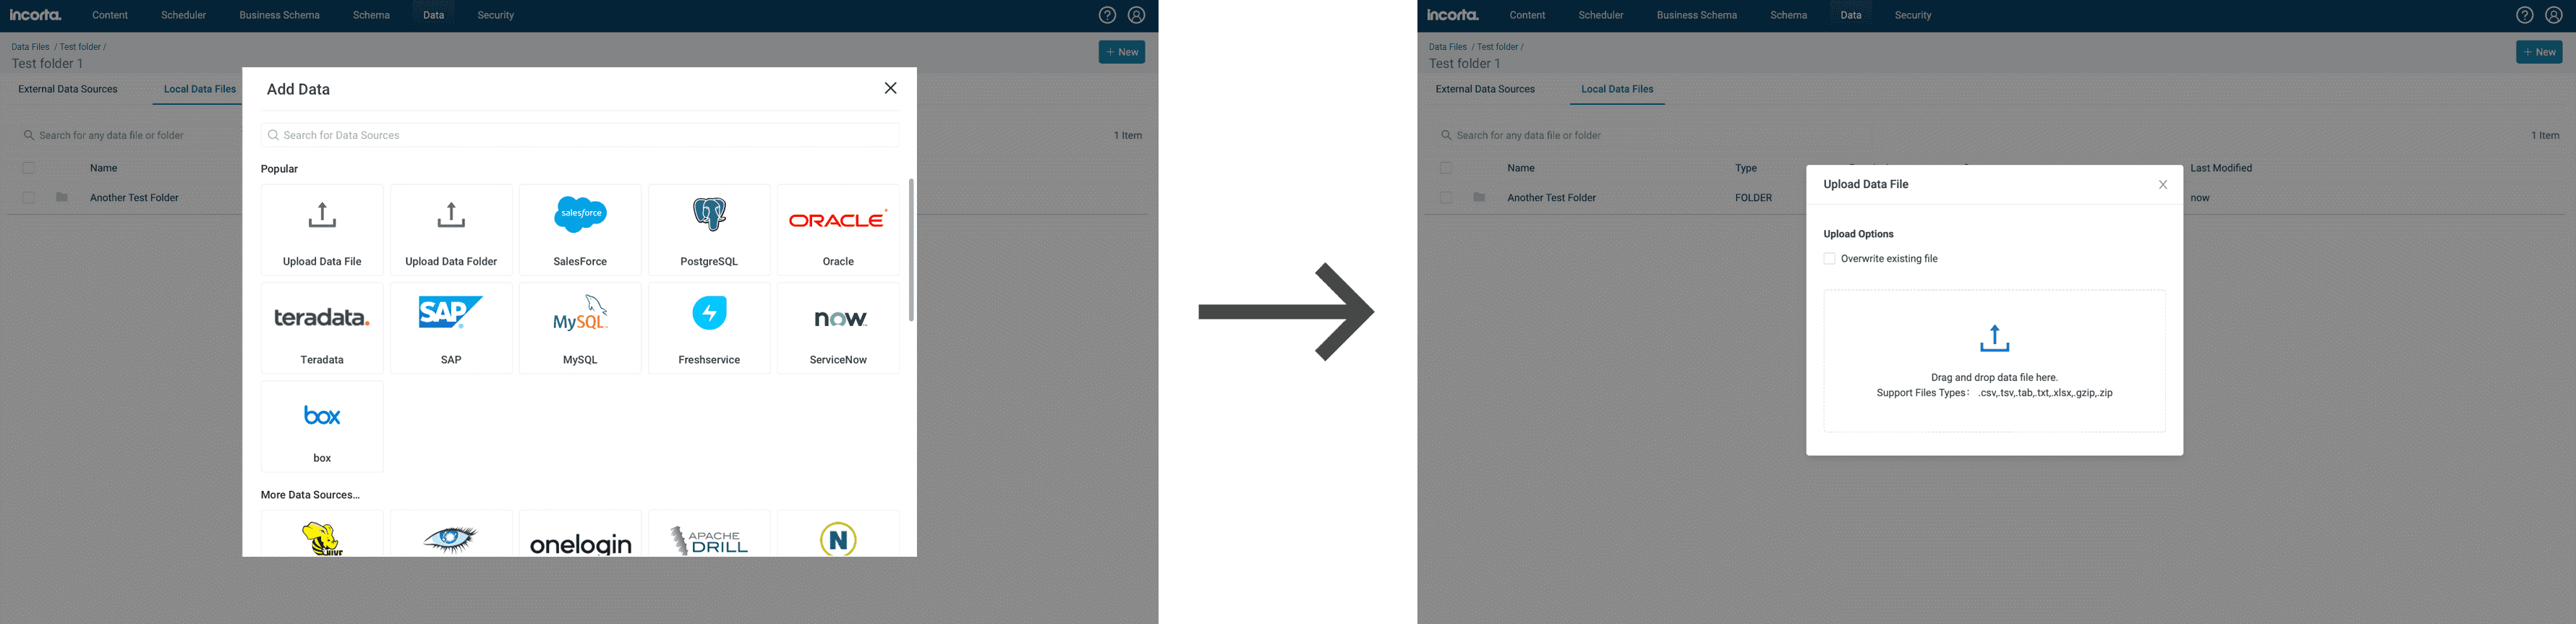 incorta. Content Scheduler Business Schema Schema Data Security
Data Files / Test folder /
Test folder 1
+ New
External Data Sources Local Data Files
Search for any data file or folder
1 Item
Name
Another Test Folder
Add Data
Search for Data Sources
Popular
salesforce
ORACLE
Upload Data File Upload Data Folder SalesForce PostgreSQL Oracle
teradata. SAP MySQL now
Teradata SAP MySQL Freshservice ServiceNow
box
box
More Data Sources...
HIVE onelogin APACHE DRILL N
incorta. Content Scheduler Business Schema Schema Data Security
Data Files / Test folder /
Test folder 1
+ New
External Data Sources Local Data Files
Search for any data file or folder
1 Item
Name Type Last Modified
Another Test Folder FOLDER now
Upload Data File
Upload Options
Overwrite existing file
Drag and drop data file here.
Support Files Types: .csv,.tsv,.tab,.txt,.xlsx,.gzip,.zip